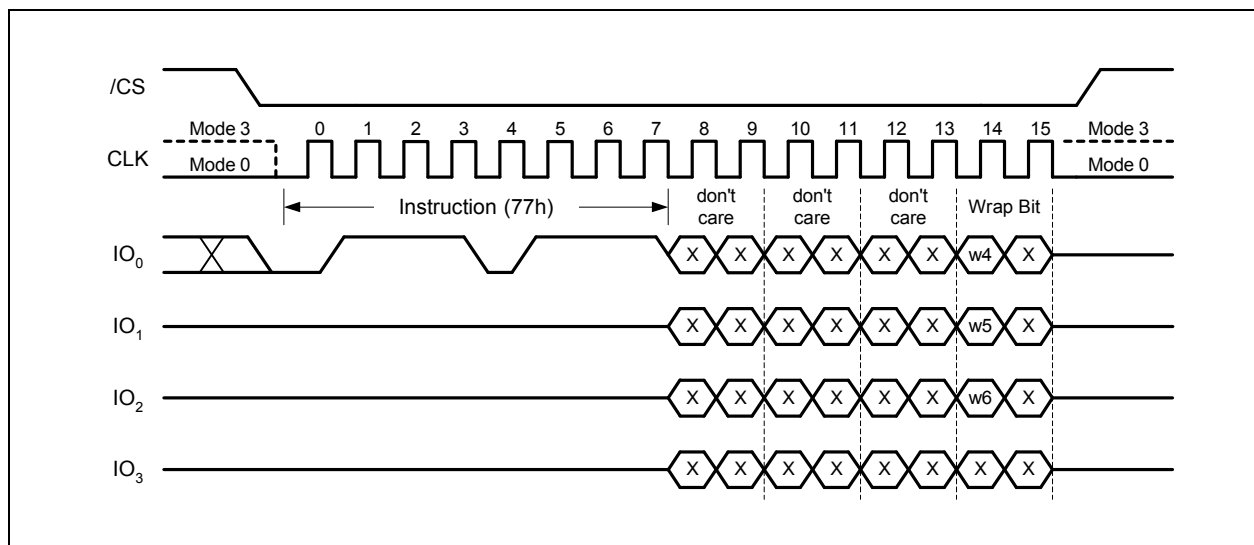 /CS
Mode 3 0 1 2 3 4 5 6 7 8 9 10 11 12 13 14 15 Mode 3
CLK Mode 0 Mode 0
Instruction (77h) don't care don't care don't care Wrap Bit
IO0 X X X X X X w4 X
IO1 X X X X X X w5 X
IO2 X X X X X X w6 X
IO3 X X X X X X X X